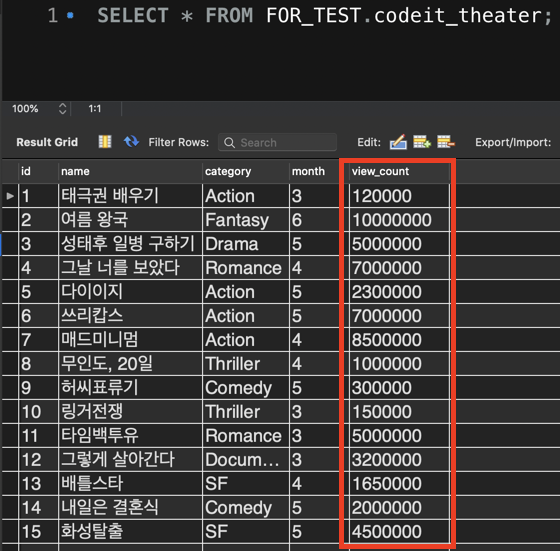 1 SELECT * FROM FOR_TEST.codeit_theater;
100% 1:1
Result Grid Filter Rows: Search Edit: Export/Import:
id name category month view_count
1 태극권 배우기 Action 3 120000
2 여름 왕국 Fantasy 6 10000000
3 성태후 일병 구하기 Drama 5 5000000
4 그날 너를 보았다 Romance 4 7000000
5 다이이지 Action 5 2300000
6 쓰리캅스 Action 5 7000000
7 매드미니멈 Action 4 8500000
8 무인도, 20일 Thriller 4 1000000
9 허씨표류기 Comedy 5 300000
10 링거전쟁 Thriller 3 150000
11 타임백투유 Romance 3 5000000
12 그렇게 살아간다 Docum... 3 3200000
13 배틀스타 SF 4 1650000
14 내일은 결혼식 Comedy 5 2000000
15 화성탈출 SF 5 4500000